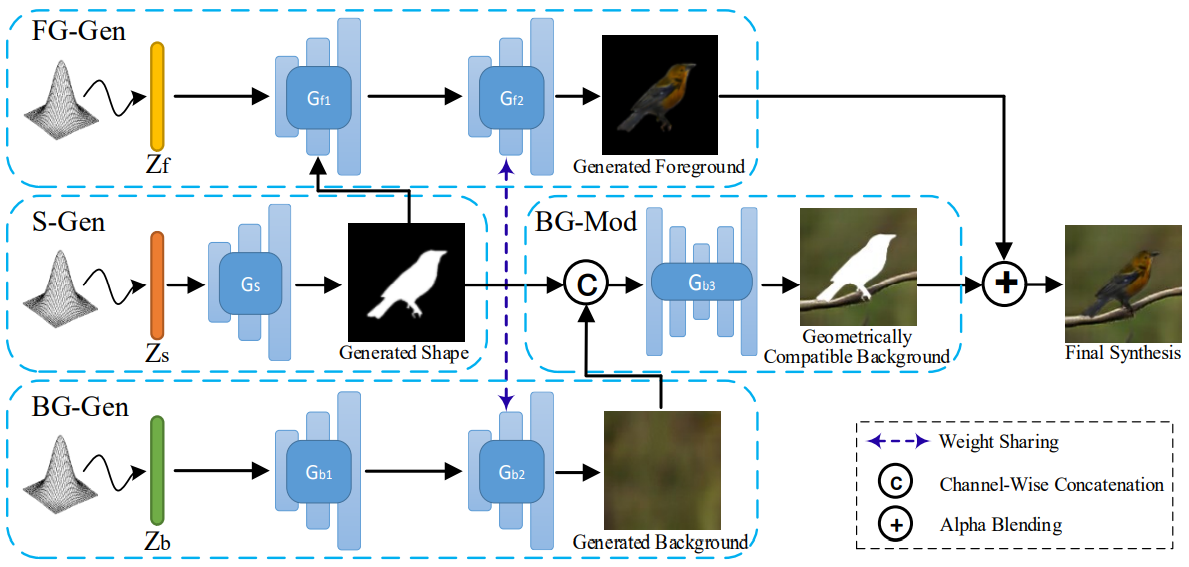 FG-Gen
Zf
Gf1
Gf2
Generated Foreground
S-Gen
Zs
Gs
Generated Shape
BG-Mod
C
Gb3
Geometrically
Compatible Background
+
Final Synthesis
BG-Gen
Zb
Gb1
Gb2
Generated Background
Weight Sharing
C
Channel-Wise Concatenation
+
Alpha Blending